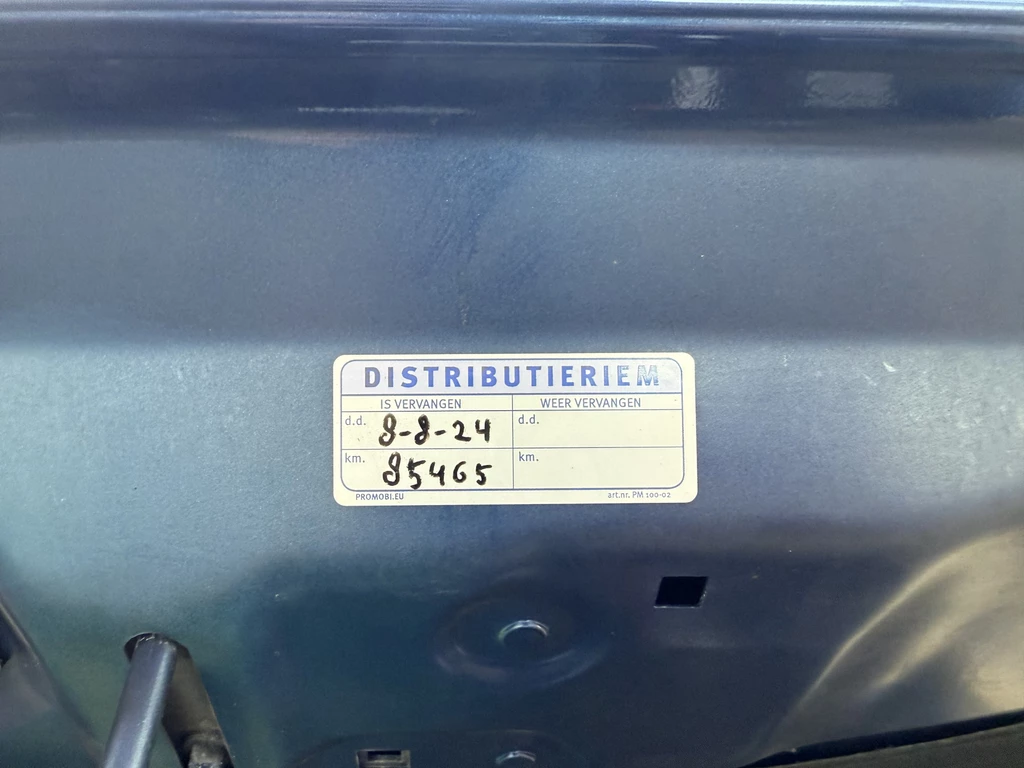 DISTRIBUTIERIEM
IS VERVANGEN WEER VERVANGEN
d.d. 8-8-24 d.d.
km. 85465 km.
PROMOBI.EU art.nr. PM 100-02